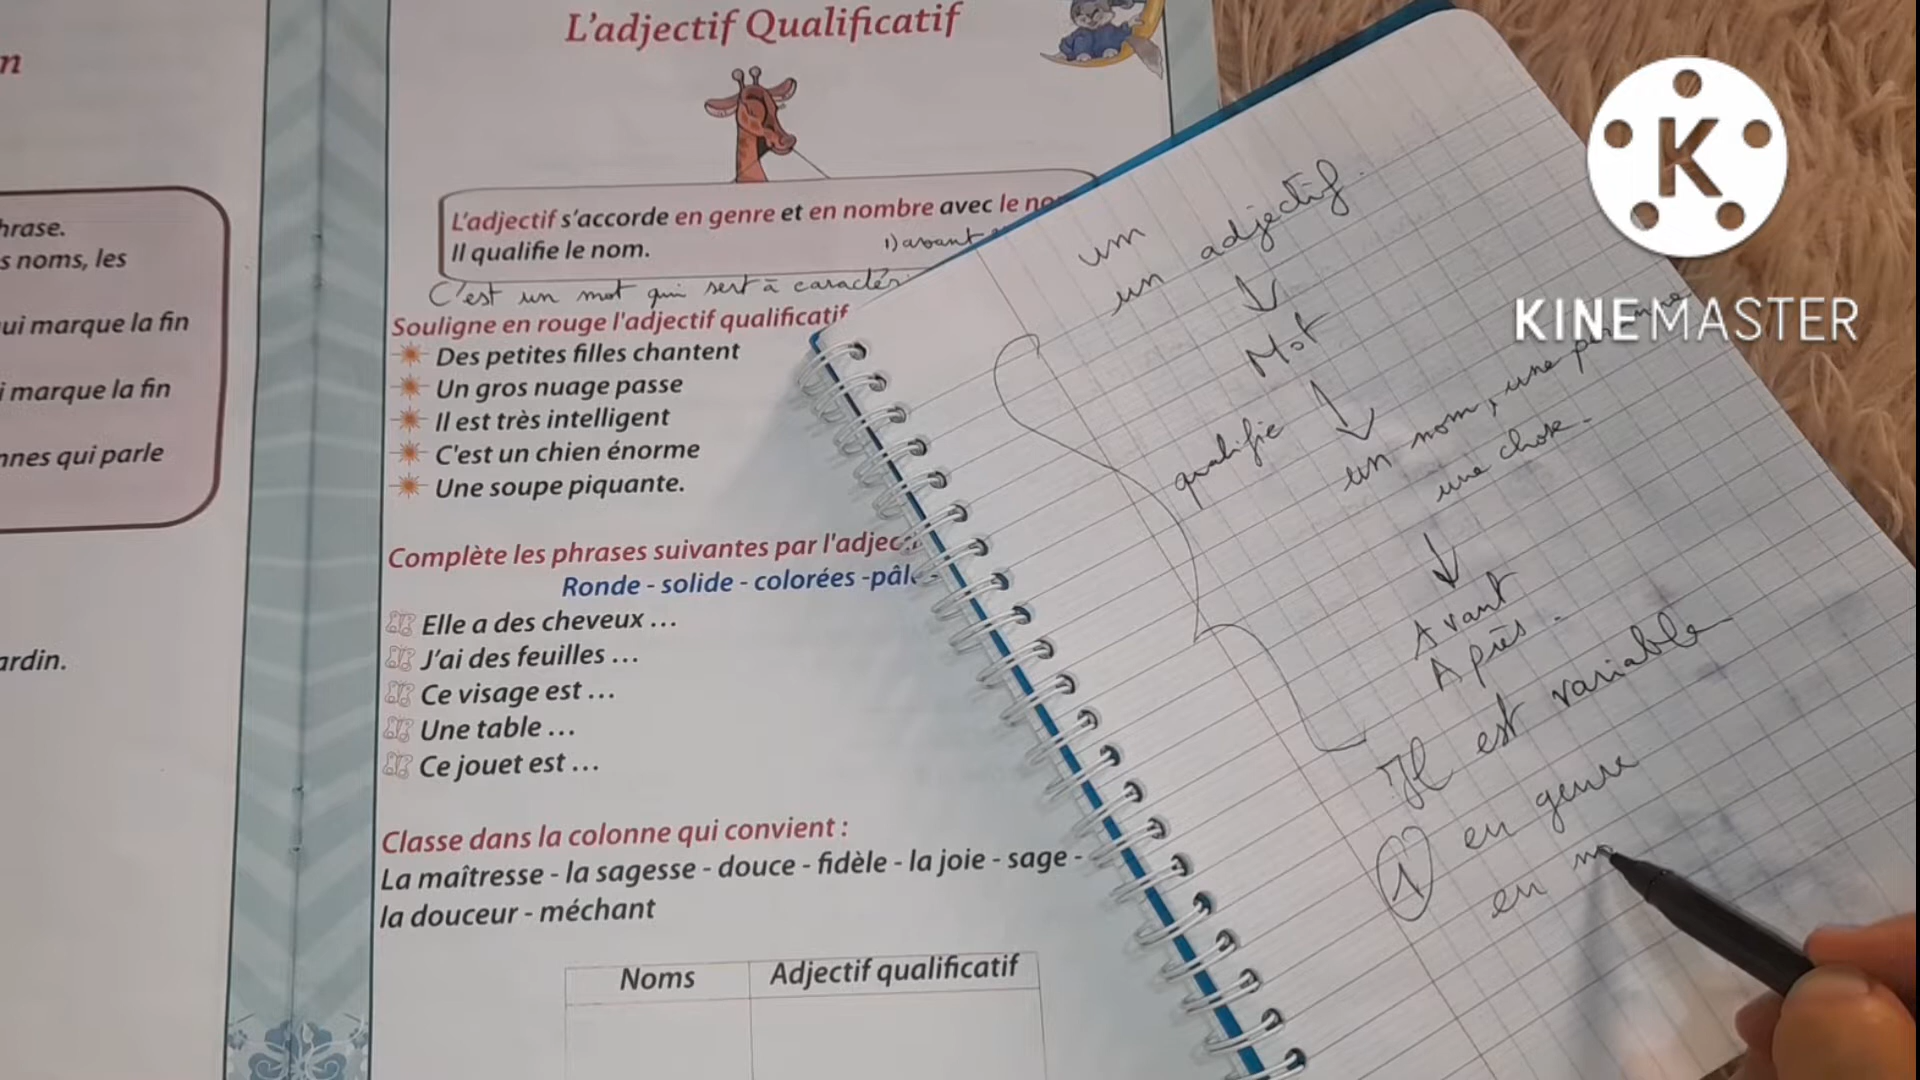 L'adjectif Qualificatif
n
L'adjectif s'accorde en genre et en nombre avec le no
Il qualifie le nom.
1) avant
C'est un mot qui sert à caractér
hrase.
s noms, les
ui marque la fin
i marque la fin
nnes qui parle
ardin.
Souligne en rouge l'adjectif qualificatif
Des petites filles chantent
Un gros nuage passe
Il est très intelligent
C'est un chien énorme
Une soupe piquante.
Complète les phrases suivantes par l'adjec
Ronde - solide - colorées -pâle -
Elle a des cheveux ...
J'ai des feuilles ...
Ce visage est ...
Une table ...
Ce jouet est ...
Classe dans la colonne qui convient :
La maîtresse - la sagesse - douce - fidèle - la joie - sage -
la douceur - méchant
Noms
Adjectif qualificatif
un
un adjectif.
Mot
qualifie
un nom, une
une chose.
Avant
Après.
Il est variable
1 en genre
en no
K
KINEMASTER